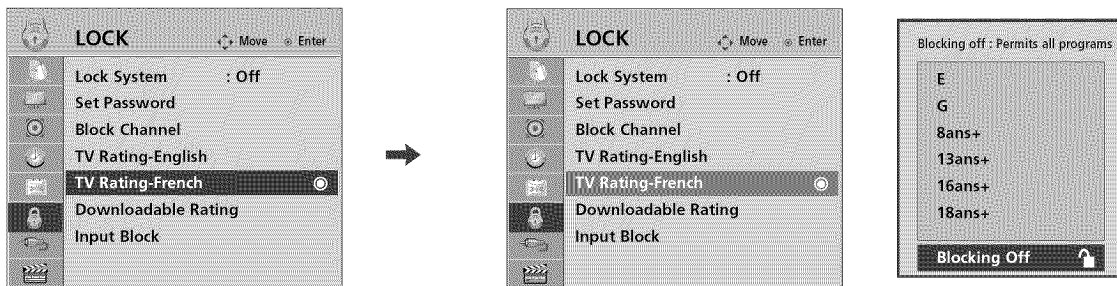 LOCK
Move Enter
Lock System : Off
Set Password
Block Channel
TV Rating-English
TV Rating-French
Downloadable Rating
Input Block
LOCK
Move Enter
Lock System : Off
Set Password
Block Channel
TV Rating-English
TV Rating-French
Downloadable Rating
Input Block
Blocking off : Permits all programs
E
G
8ans+
13ans+
16ans+
18ans+
Blocking Off